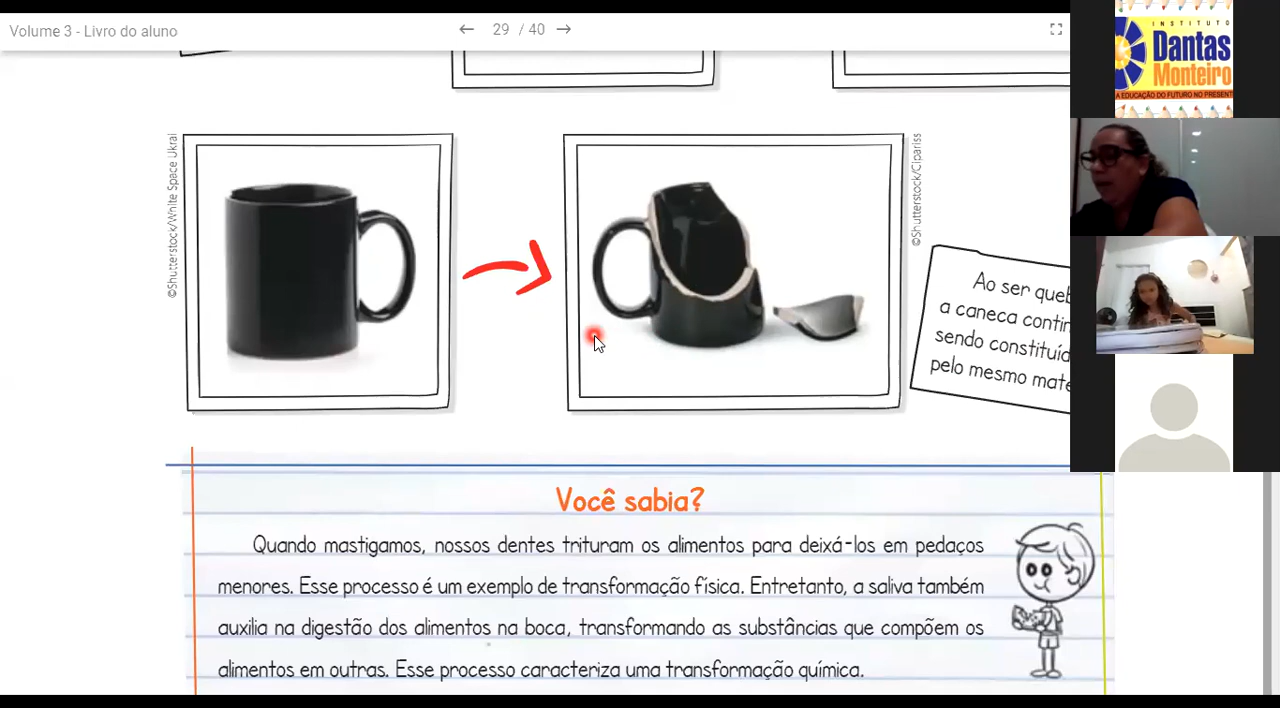 Volume 3 - Livro do aluno
29 / 40
INSTITUTO
Dantas
Monteiro
A EDUCAÇÃO DO FUTURO NO PRESENTE
©Shutterstock/White Space Ukrai
©Shutterstock/Cipariss
Ao ser queb
a caneca contin
sendo constituíd
pelo mesmo mate
Você sabia?
Quando mastigamos, nossos dentes trituram os alimentos para deixá-los em pedaços
menores. Esse processo é um exemplo de transformação física. Entretanto, a saliva também
auxilia na digestão dos alimentos na boca, transformando as substâncias que compõem os
alimentos em outras. Esse processo caracteriza uma transformação química.